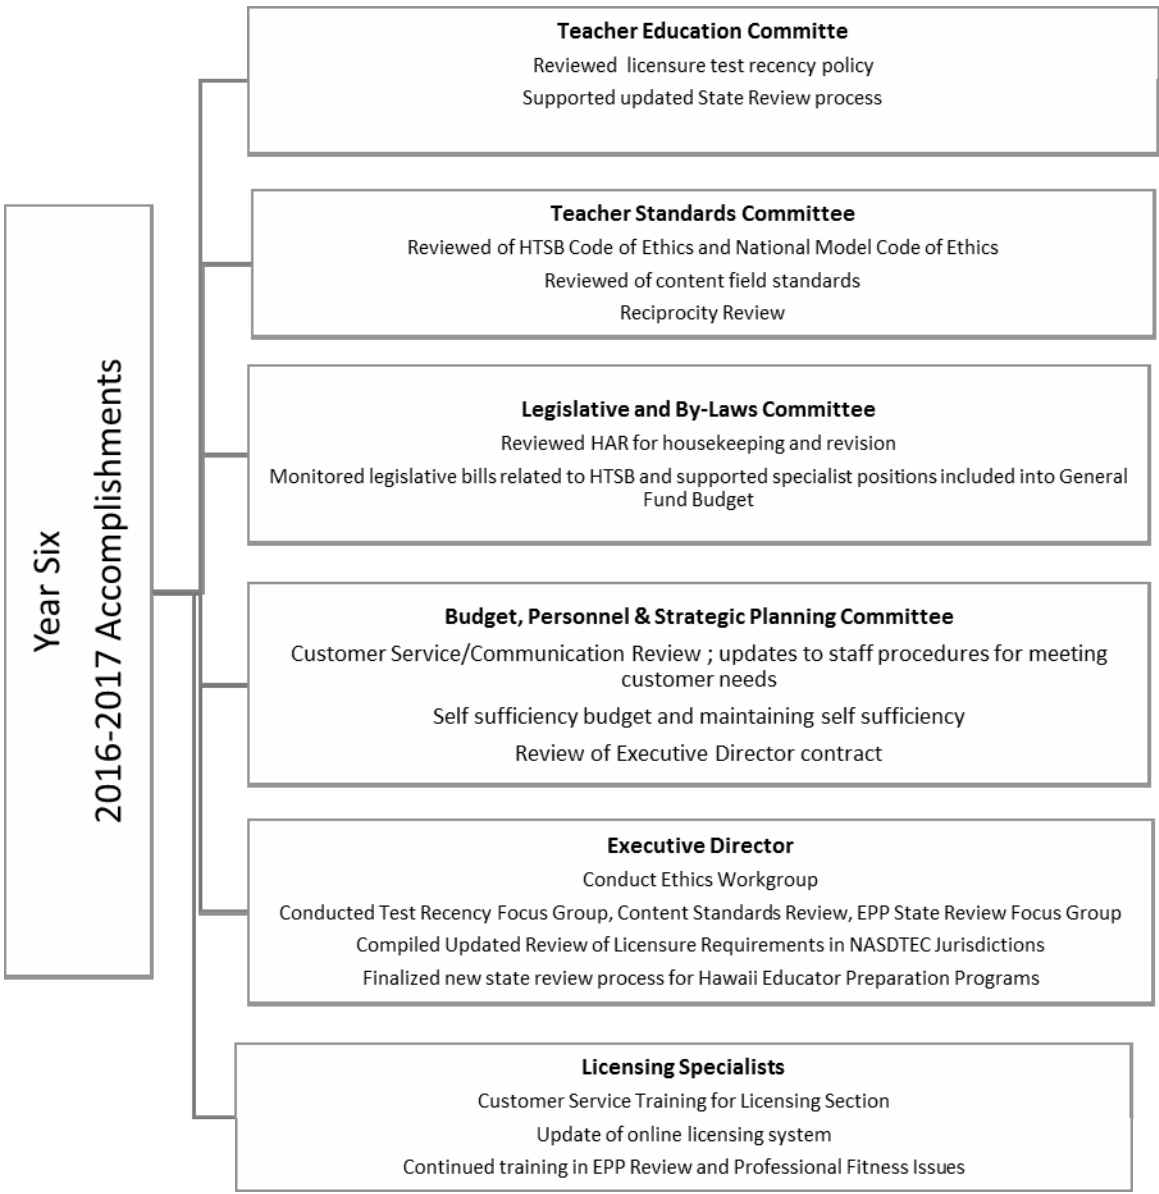 Year Six
2016-2017 Accomplishments
Teacher Education Committe
Reviewed licensure test recency policy
Supported updated State Review process
Teacher Standards Committee
Reviewed of HTSB Code of Ethics and National Model Code of Ethics
Reviewed of content field standards
Reciprocity Review
Legislative and By-Laws Committee
Reviewed HAR for housekeeping and revision
Monitored legislative bills related to HTSB and supported specialist positions included into General
Fund Budget
Budget, Personnel & Strategic Planning Committee
Customer Service/Communication Review ; updates to staff procedures for meeting
customer needs
Self sufficiency budget and maintaining self sufficiency
Review of Executive Director contract
Executive Director
Conduct Ethics Workgroup
Conducted Test Recency Focus Group, Content Standards Review, EPP State Review Focus Group
Compiled Updated Review of Licensure Requirements in NASDTEC Jurisdictions
Finalized new state review process for Hawaii Educator Preparation Programs
Licensing Specialists
Customer Service Training for Licensing Section
Update of online licensing system
Continued training in EPP Review and Professional Fitness Issues